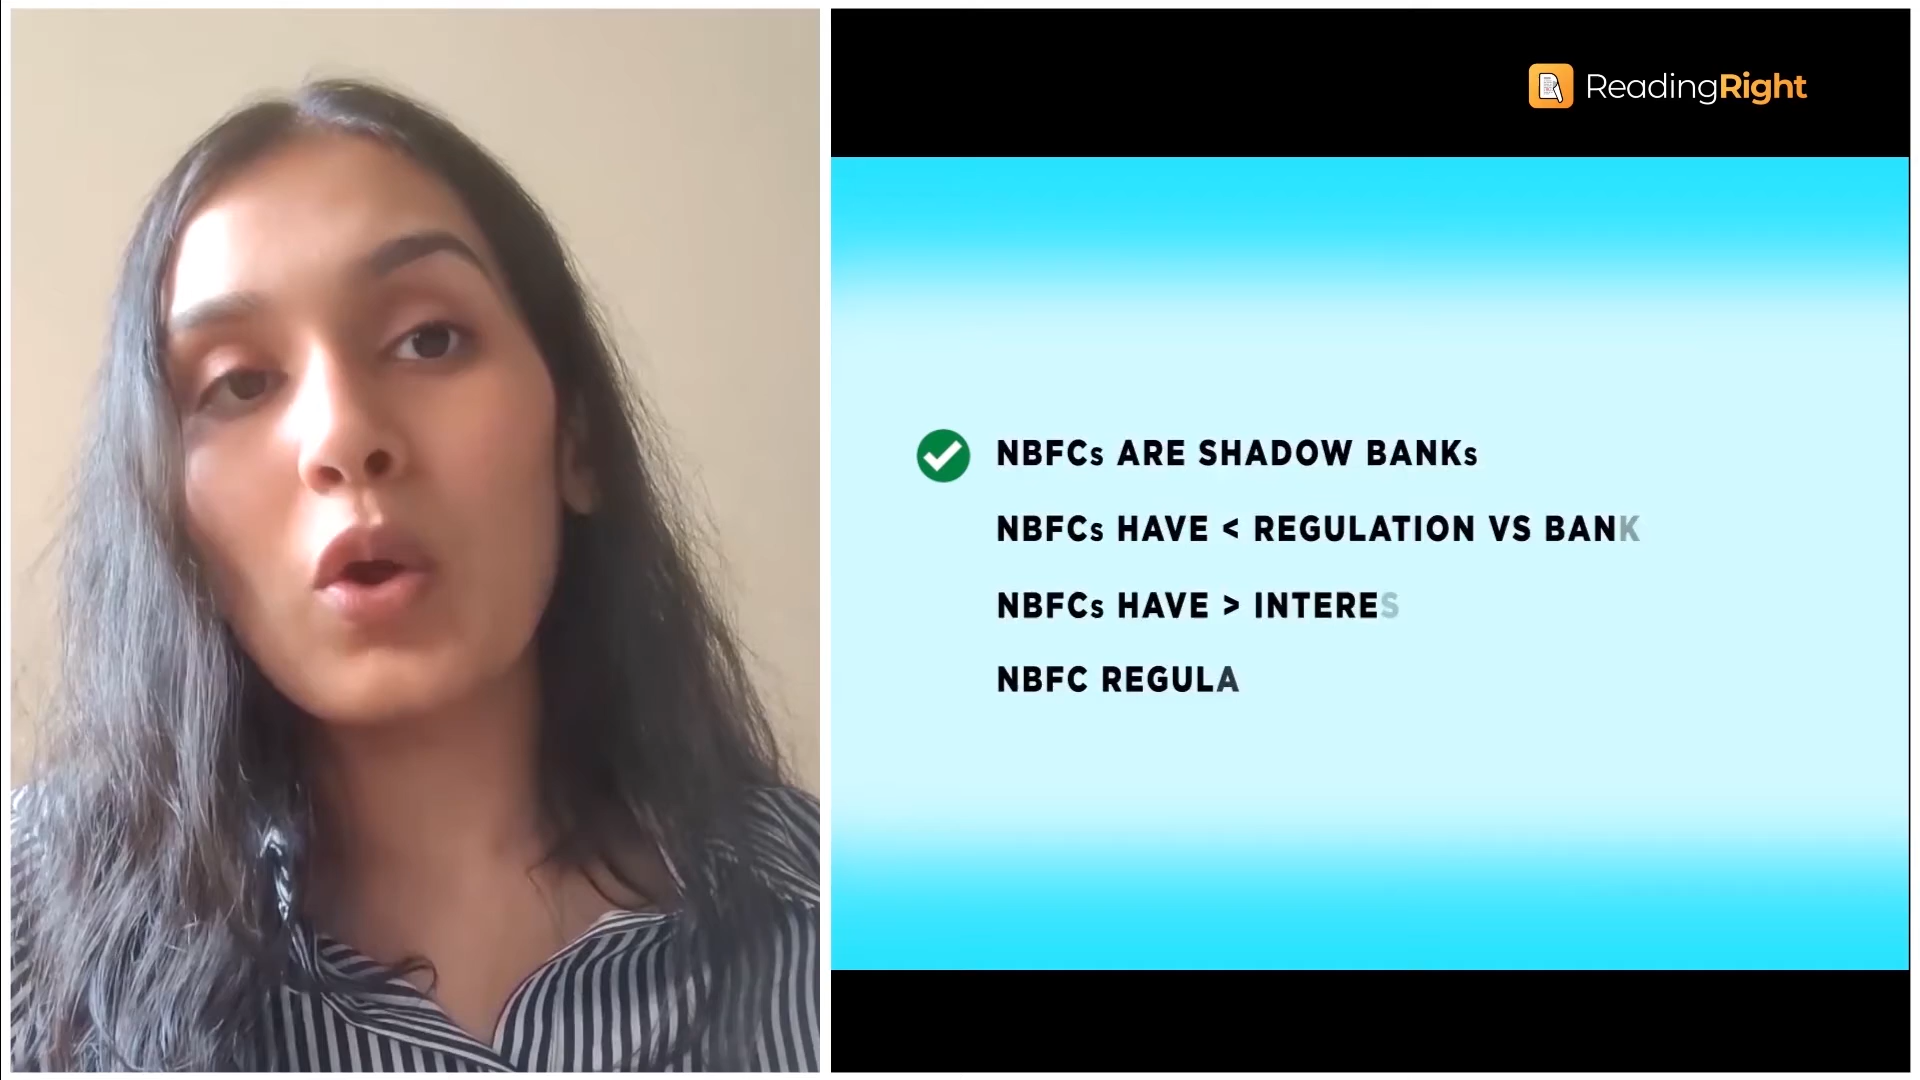 ReadingRight
NBFCs ARE SHADOW BANKs
NBFCs HAVE < REGULATION VS BANK
NBFCs HAVE > INTERES
NBFC REGULA